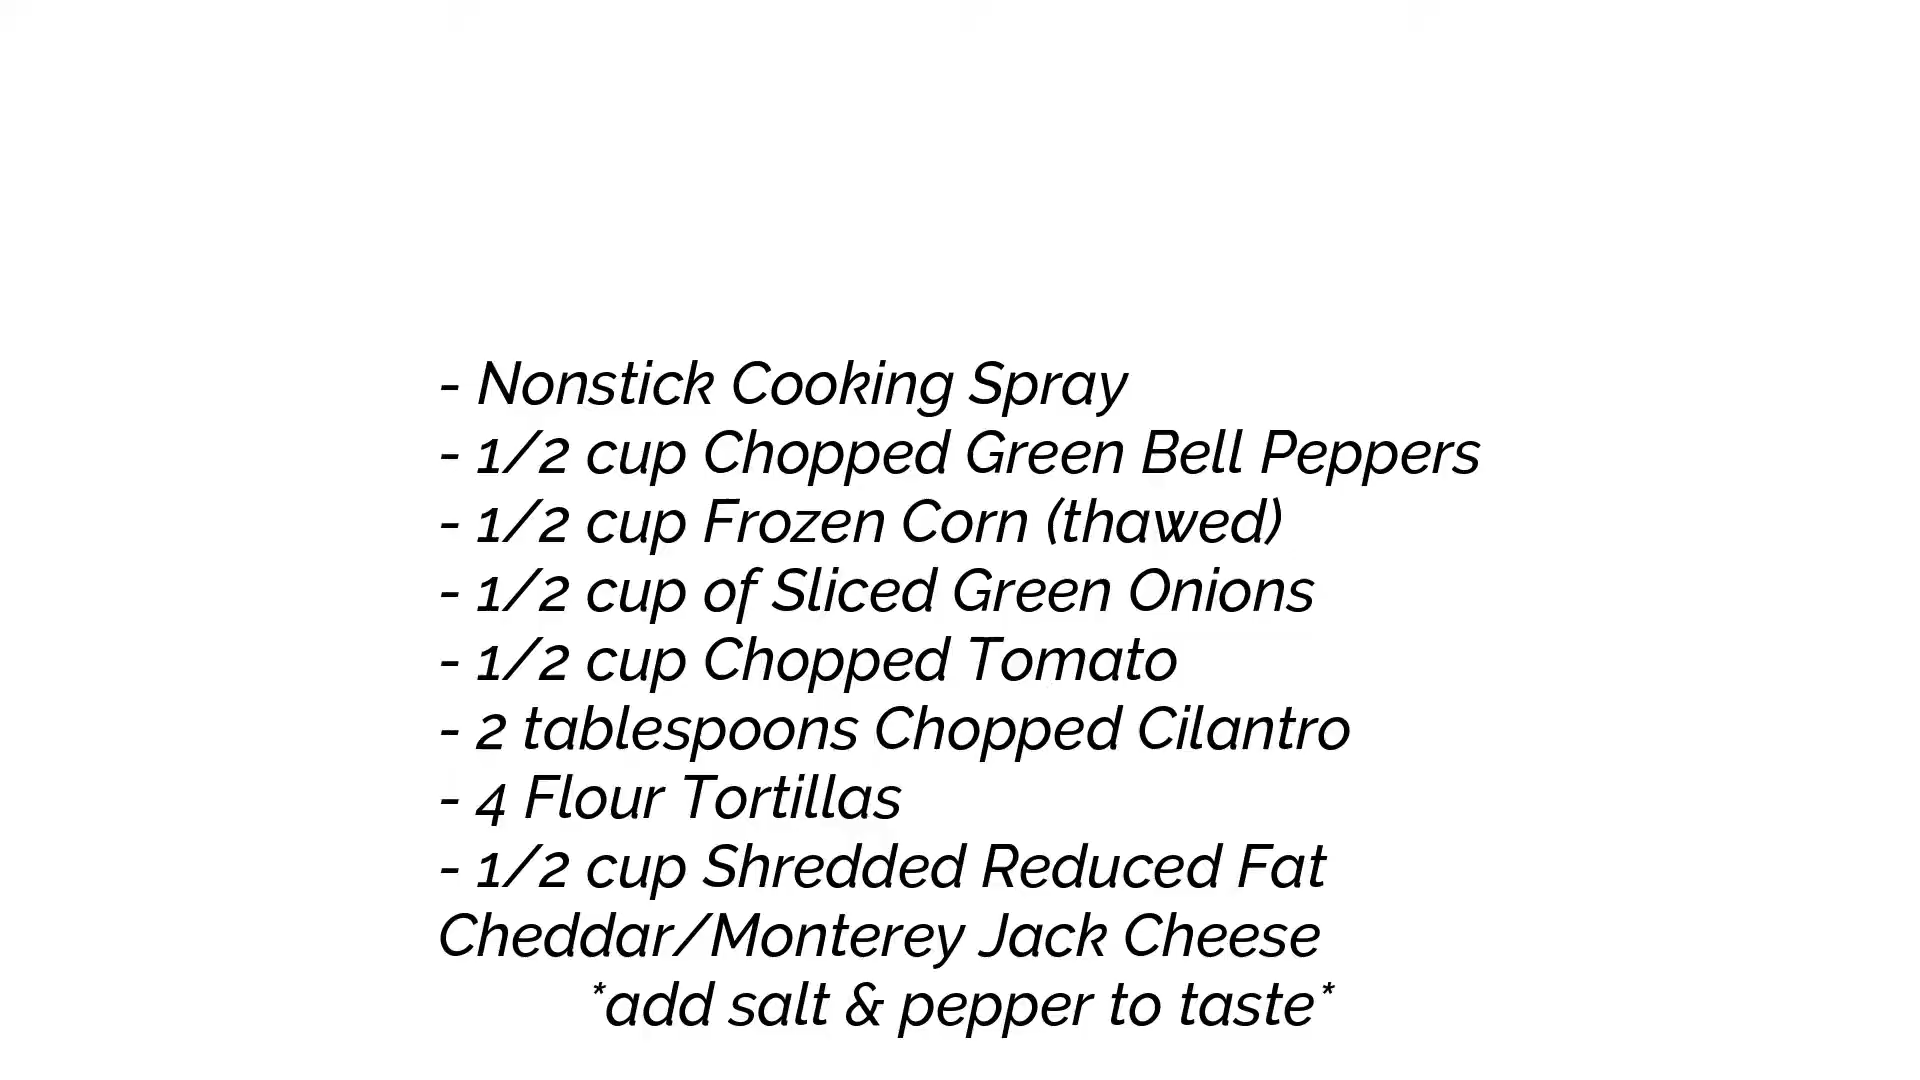 - Nonstick Cooking Spray
- 1/2 cup Chopped Green Bell Peppers
- 1/2 cup Frozen Corn (thawed)
- 1/2 cup of Sliced Green Onions
- 1/2 cup Chopped Tomato
- 2 tablespoons Chopped Cilantro
- 4 Flour Tortillas
- 1/2 cup Shredded Reduced Fat
Cheddar/Monterey Jack Cheese
*add salt & pepper to taste*